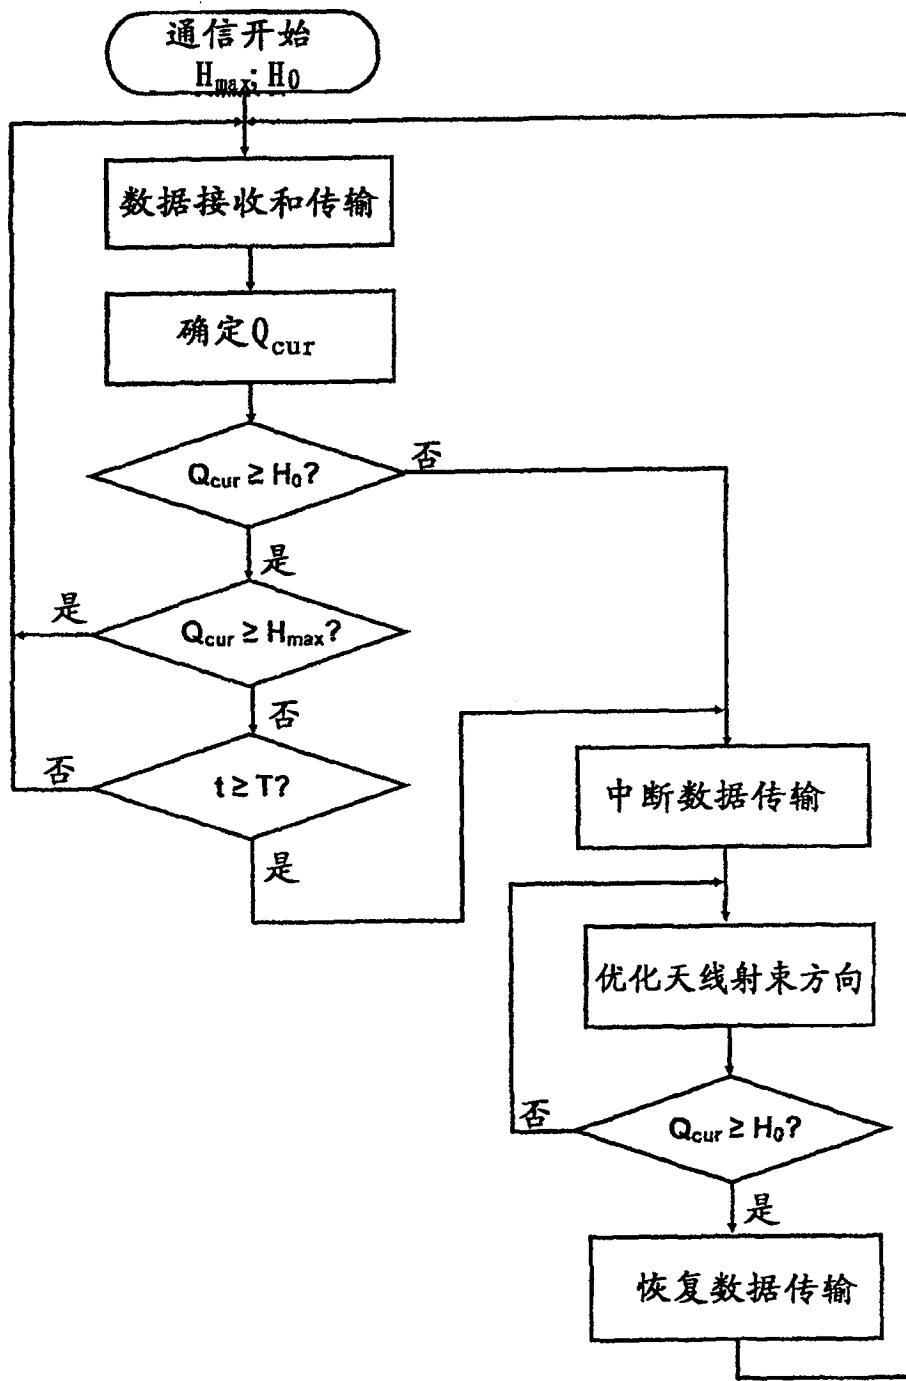 通信开始
Hmax; H0
数据接收和传输
确定Qcur
Qcur ≥ H0?
否
是
Qcur ≥ Hmax?
是
否
t ≥ T?
否
是
中断数据传输
优化天线射束方向
Qcur ≥ H0?
否
是
恢复数据传输